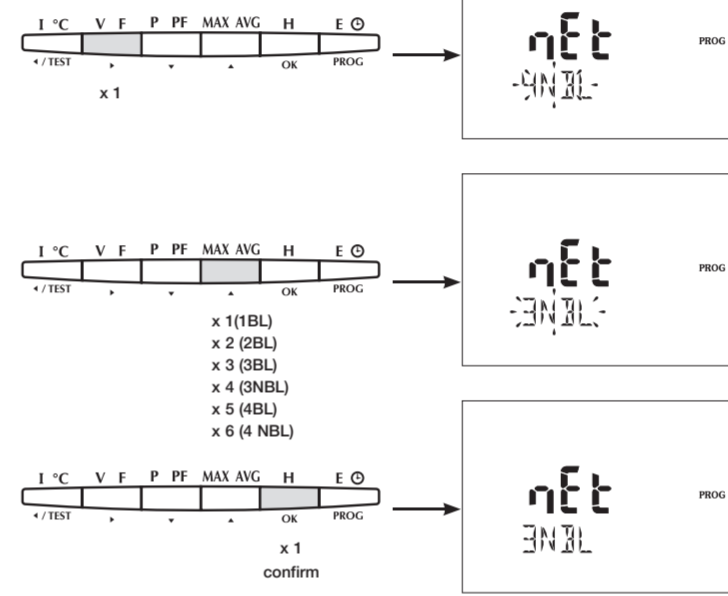 I °C V F P PF MAX AVG H E
◂ / TEST ▸ ▾ ▴ OK PROG
x 1
nEt PROG
4NBL
I °C V F P PF MAX AVG H E
◂ / TEST ▸ ▾ ▴ OK PROG
x 1(1BL)
x 2 (2BL)
x 3 (3BL)
x 4 (3NBL)
x 5 (4BL)
x 6 (4 NBL)
nEt PROG
3NBL
I °C V F P PF MAX AVG H E
◂ / TEST ▸ ▾ ▴ OK PROG
x 1
confirm
nEt PROG
3NBL